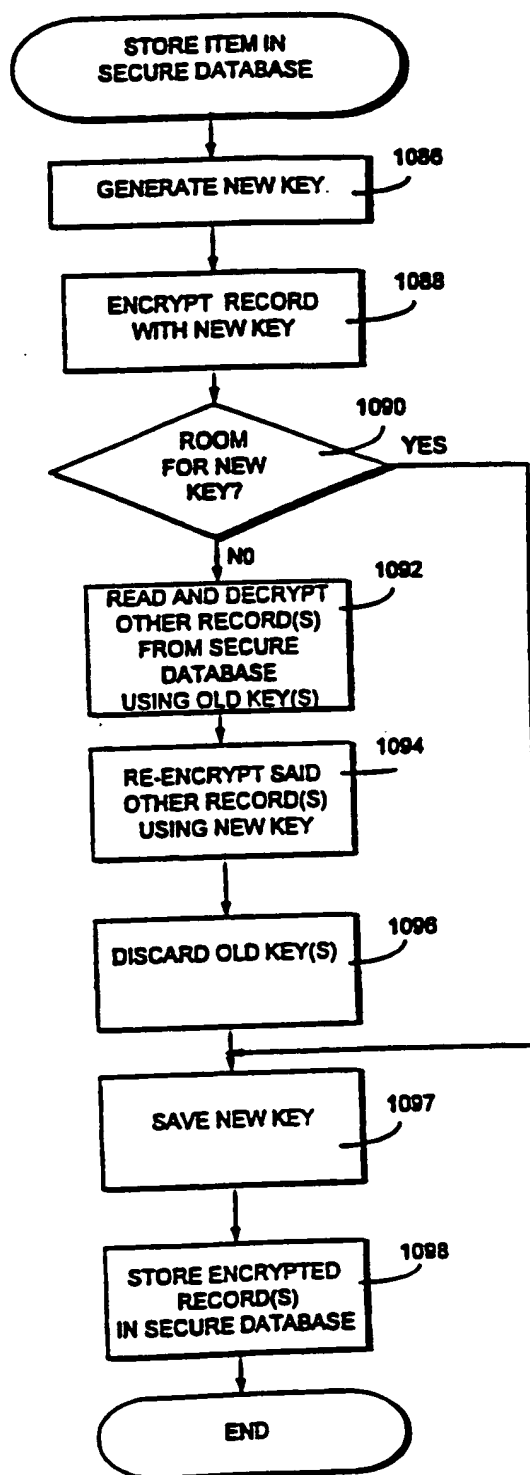 STORE ITEM IN
SECURE DATABASE
1086
GENERATE NEW KEY.
1088
ENCRYPT RECORD
WITH NEW KEY
1090
ROOM
FOR NEW
KEY?
YES
NO
1092
READ AND DECRYPT
OTHER RECORD(S)
FROM SECURE
DATABASE
USING OLD KEY(S)
1094
RE-ENCRYPT SAID
OTHER RECORD(S)
USING NEW KEY
1096
DISCARD OLD KEY(S)
1097
SAVE NEW KEY
1098
STORE ENCRYPTED
RECORD(S)
IN SECURE DATABASE
END